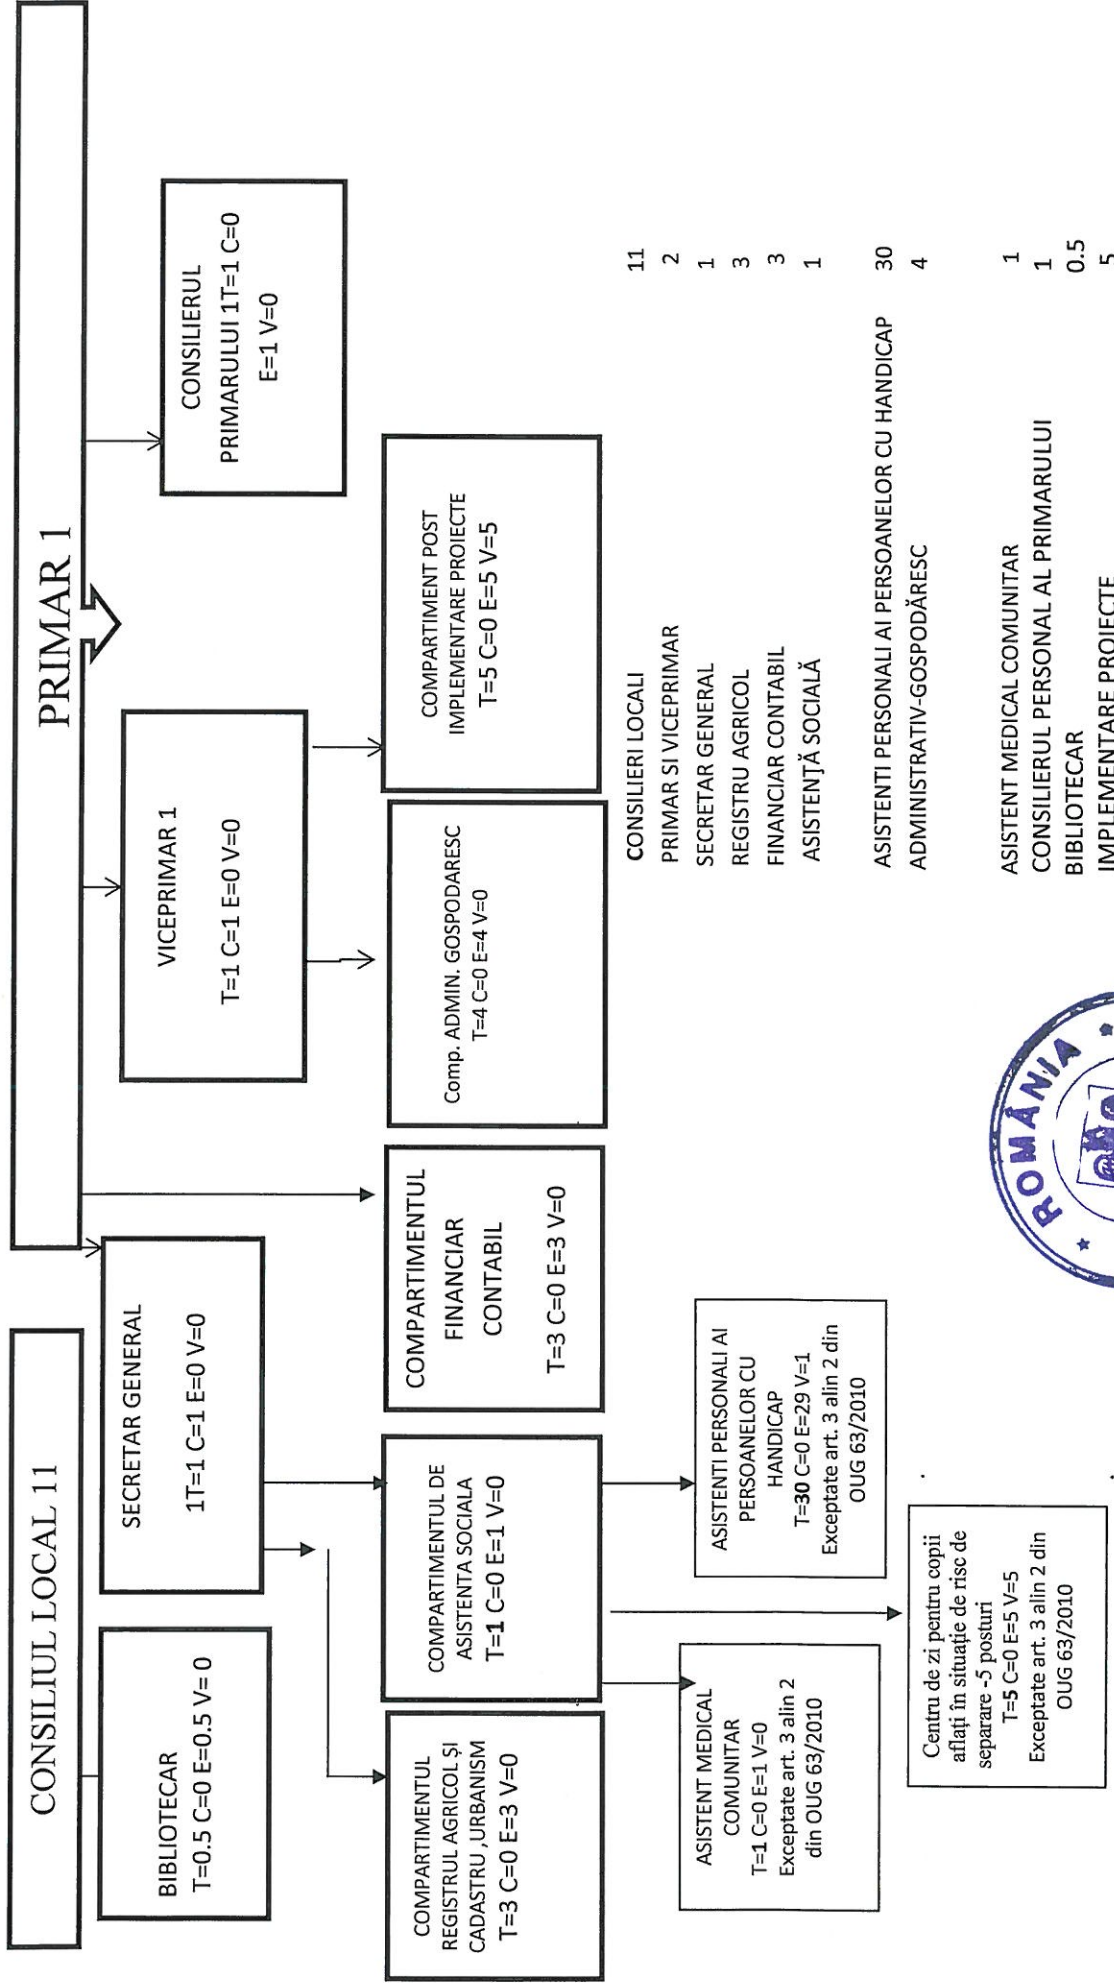 CONSILIUL LOCAL 11
PRIMAR 1
BIBLIOTECAR
T=0.5 C=0 E=0.5 V= 0
SECRETAR GENERAL
1T=1 C=1 E=0 V=0
VICEPRIMAR 1
T=1 C=1 E=0 V=0
CONSILIERUL
PRIMARULUI 1T=1 C=0
E=1 V=0
COMPARTIMENTUL
REGISTRUL AGRICOL ȘI
CADASTRU ,URBANISM
T=3 C=0 E=3 V=0
COMPARTIMENTUL DE
ASISTENTA SOCIALA
T=1 C=0 E=1 V=0
COMPARTIMENTUL
FINANCIAR
CONTABIL
T=3 C=0 E=3 V=0
Comp. ADMIN. GOSPODARESC
T=4 C=0 E=4 V=0
COMPARTIMENT POST
IMPLEMENTARE PROIECTE
T=5 C=0 E=5 V=5
ASISTENT MEDICAL
COMUNITAR
T=1 C=0 E=1 V=0
Exceptate art. 3 alin 2
din OUG 63/2010
ASISTENTI PERSONALI AI
PERSOANELOR CU
HANDICAP
T=30 C=0 E=29 V=1
Exceptate art. 3 alin 2 din
OUG 63/2010
Centru de zi pentru copii
aflați în situație de risc de
separare -5 posturi
T=5 C=0 E=5 V=5
Exceptate art. 3 alin 2 din
OUG 63/2010
CONSILIERI LOCALI 11
PRIMAR SI VICEPRIMAR 2
SECRETAR GENERAL 1
REGISTRU AGRICOL 3
FINANCIAR CONTABIL 3
ASISTENŢĂ SOCIALĂ 1
ASISTENTI PERSONALI AI PERSOANELOR CU HANDICAP 30
ADMINISTRATIV-GOSPODĂRESC 4
ASISTENT MEDICAL COMUNITAR 1
CONSILIERUL PERSONAL AL PRIMARULUI 1
BIBLIOTECAR 0.5
IMPLEMENTARE PROIECTE 5
ROMÂNIA